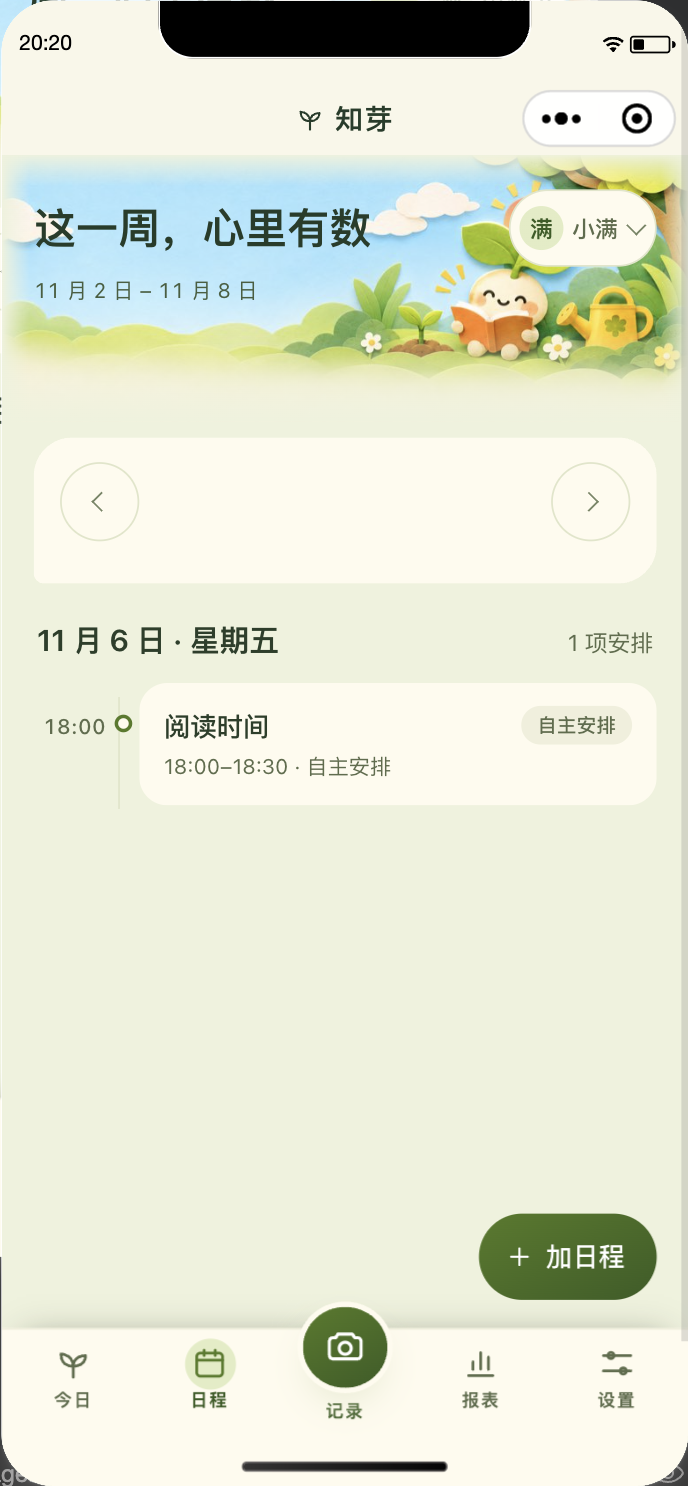 20:20
知芽
这一周，心里有数
满 小满
11 月 2 日 – 11 月 8 日
11 月 6 日 · 星期五
1 项安排
18:00
阅读时间
自主安排
18:00–18:30 · 自主安排
+ 加日程
今日
日程
记录
报表
设置